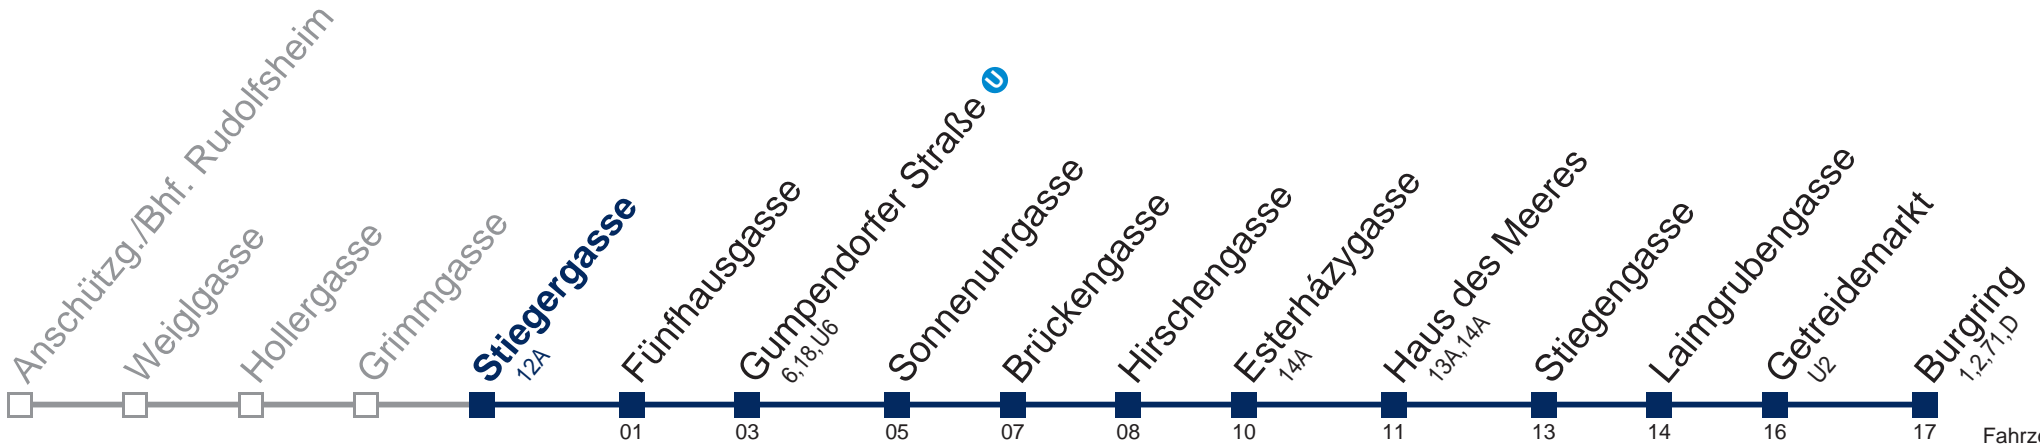 Anschützg./Bhf. Rudolfsheim
Weiglgasse
Hollergasse
Grimmgasse
Stiegergasse
12A
Fünfhausgasse
01
Gumpendorfer Straße U
6,18,U6
03
Sonnenuhrgasse
05
Brückengasse
07
Hirschengasse
08
Esterházygasse
14A
10
Haus des Meeres
13A,14A
11
Stiegengasse
13
Laimgrubengasse
14
Getreidemarkt
U2
16
Burgring
1,2,71,D
17